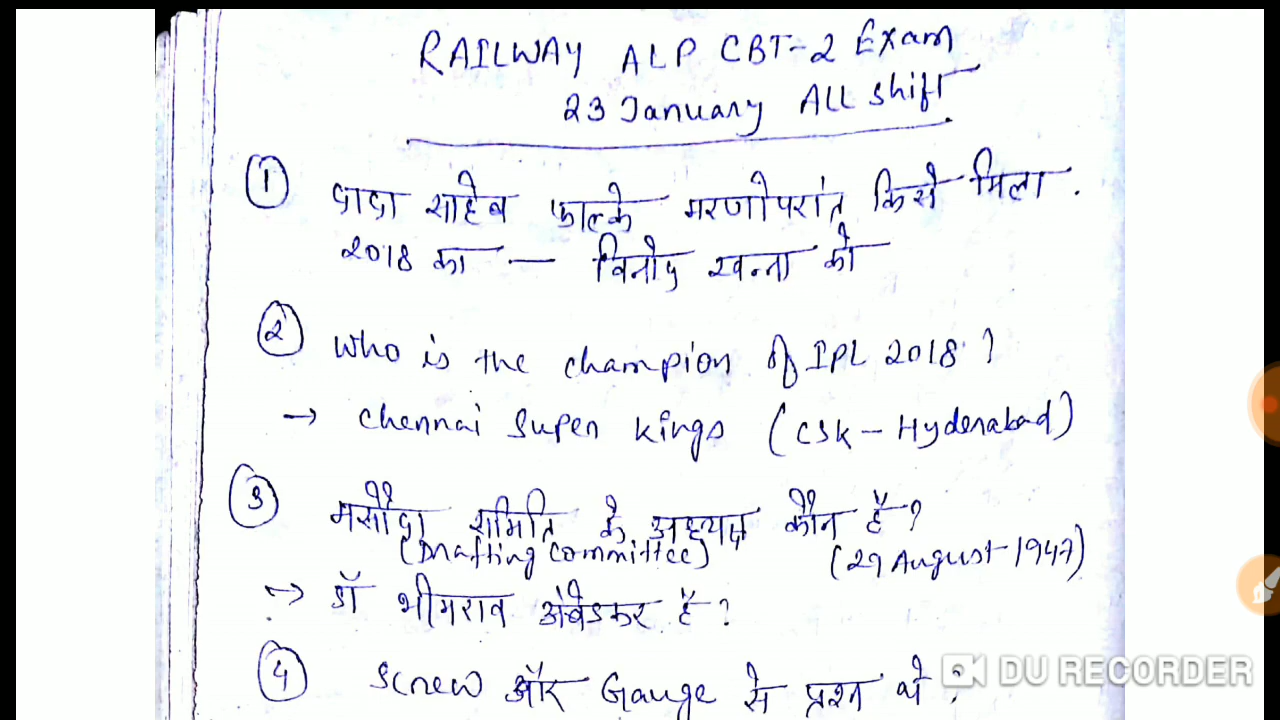 RAILWAY ALP CBT-2 Exam
23 January ALL Shift
① दादा साहेब फाल्के मरणोपरांत किसे मिला .
2018 का — विनोद खन्ना को
② Who is the champion of IPL 2018 ?
→ Chennai Super kings (CSK - Hyderabad)
③ मसौदा समिति के अध्यक्ष कौन है ?
(Drafting committee) (29 August-1947)
→ डॉ भीमराव अंबेडकर है ?
④ Screw और Gauge से प्रश्न थे ?
DU RECORDER